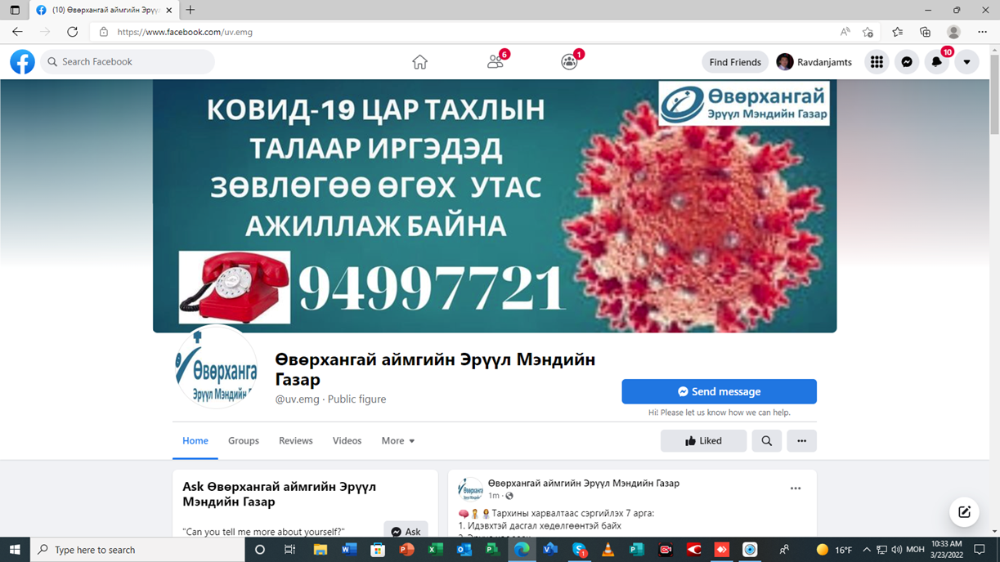 (10) Өвөрхангай аймгийн Эрүү
https://www.facebook.com/uv.emg
Search Facebook
6
1
Find Friends
Ravdanjamts
10
КОВИД-19 ЦАР ТАХЛЫН
ТАЛААР ИРГЭДЭД
ЗӨВЛӨГӨӨ ӨГӨХ УТАС
АЖИЛЛАЖ БАЙНА
94997721
Өвөрхангай
Эрүүл Мэндийн Газар
Өвөрханга
Эрүүл Мэндийн
Өвөрхангай аймгийн Эрүүл Мэндийн
Газар
@uv.emg · Public figure
Send message
Hi! Please let us know how we can help.
Home Groups Reviews Videos More
Liked
Ask Өвөрхангай аймгийн Эрүүл
Мэндийн Газар
"Can you tell me more about yourself?"
Ask
Өвөрхангай аймгийн Эрүүл Мэндийн Газар
1m ·
Тархины харвалтаас сэргийлэх 7 арга:
1. Идэвхтэй дасгал хөдөлгөөнтэй байх
Type here to search
16°F
МОН
10:33 AM
3/23/2022